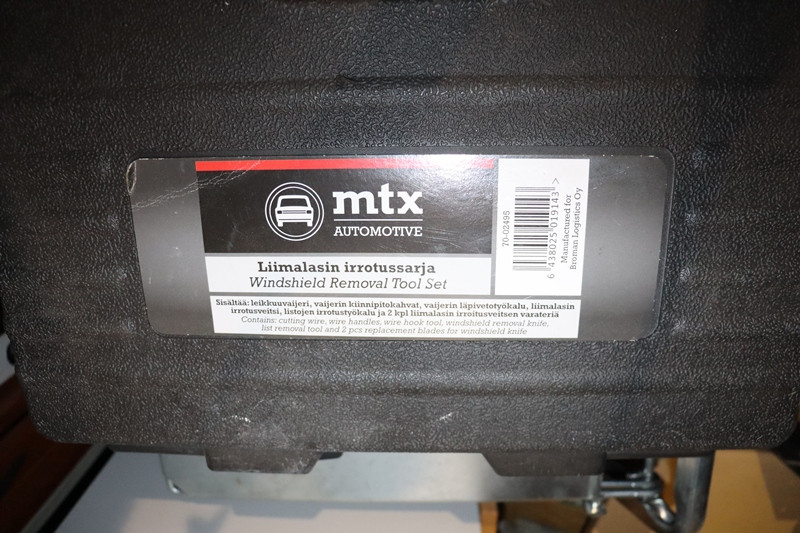 mtx
AUTOMOTIVE
Liimalasin irrotussarja
Windshield Removal Tool Set
Sisältää: leikkuuvaijeri, vaijerin kiinnipitokahvat, vaijerin läpivetotyökalu, liimalasin
irrotusveitsi, listojen irrotustyökalu ja 2 kpl liimalasin irroitusveitsen varateriä
Contains: cutting wire, wire handles, wire hook tool, windshield removal knife,
list removal tool and 2 pcs replacement blades for windshield knife
70-02495
6 438025 019143 >
Manufactured for
Broman Logistics Oy